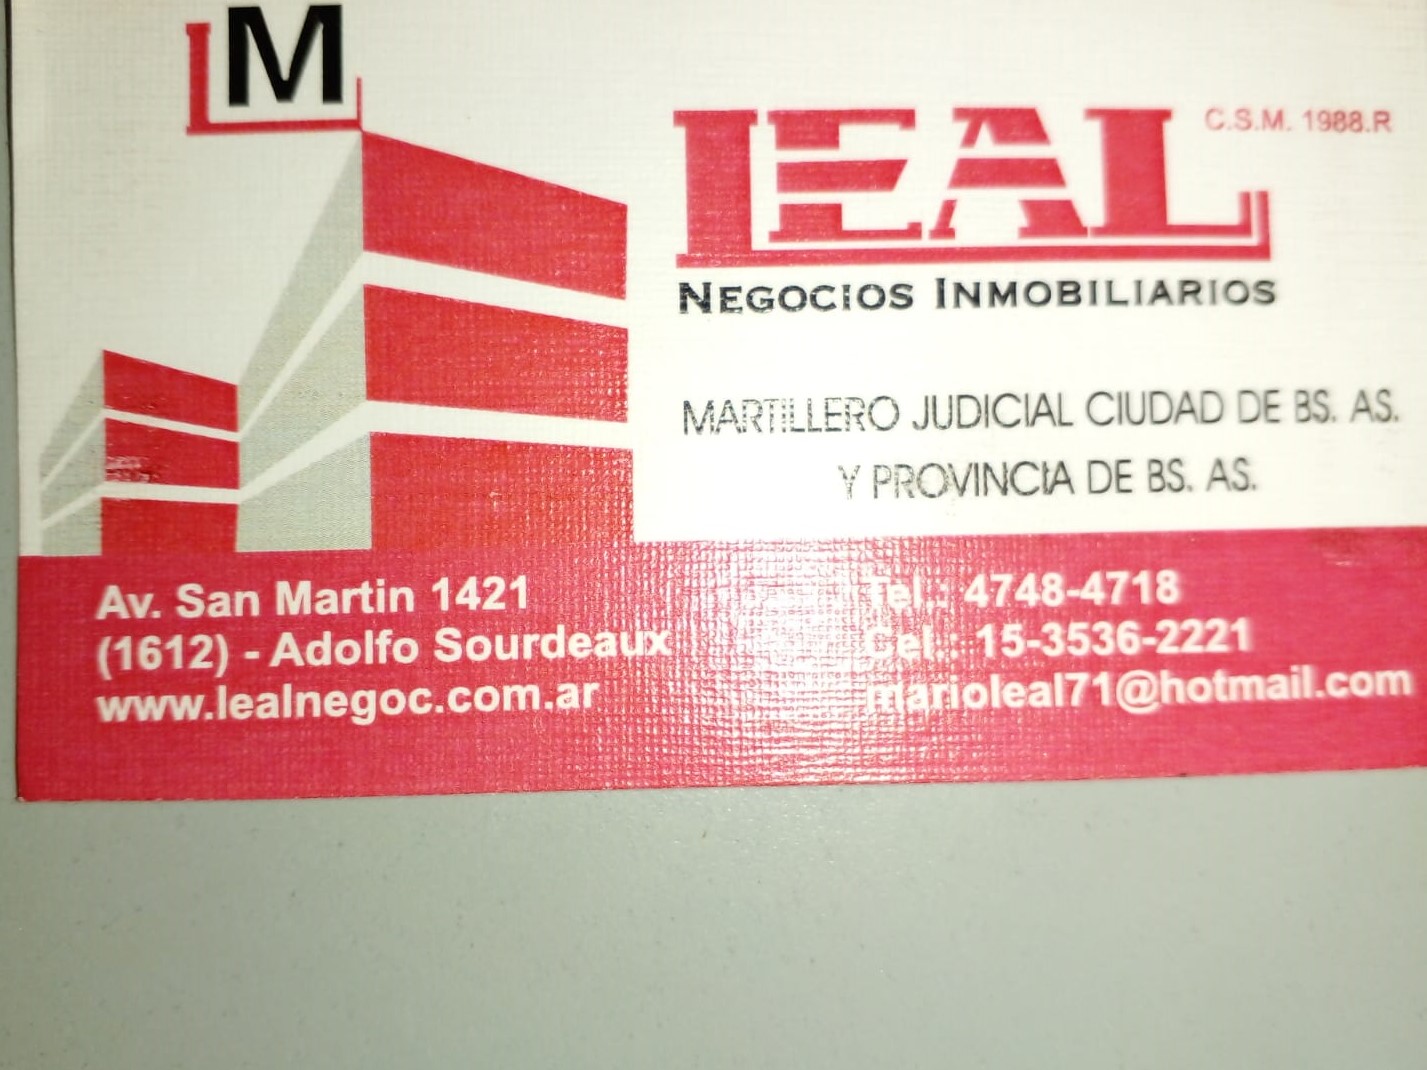 LM
LEAL
C.S.M. 1988.R
NEGOCIOS INMOBILIARIOS
MARTILLERO JUDICIAL CIUDAD DE BS. AS.
Y PROVINCIA DE BS. AS.
Av. San Martin 1421
(1612) - Adolfo Sourdeaux
www.lealnegoc.com.ar
Tel.: 4748-4718
Cel.: 15-3536-2221
marioleal71@hotmail.com